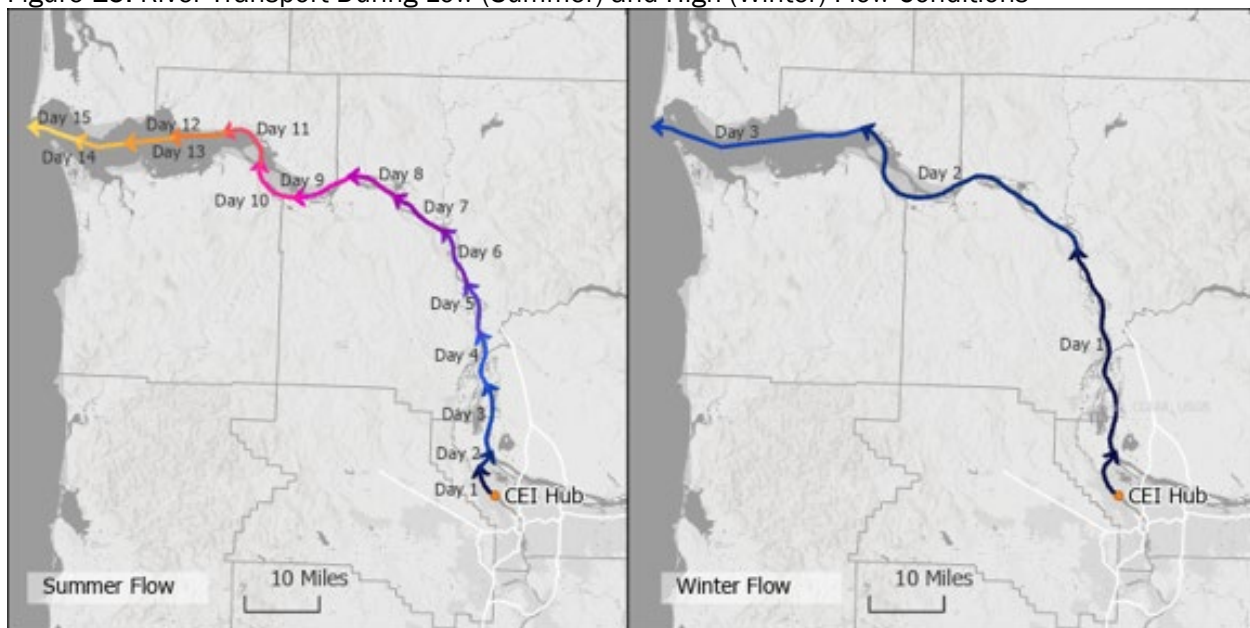 Figure 25. River Transport During Low (Summer) and High (Winter) Flow Conditions
Day 15
Day 12
Day 11
Day 14
Day 13
Day 9
Day 8
Day 10
Day 7
Day 6
Day 5
Day 4
Day 3
Day 2
Day 1
CEI Hub
Summer Flow
10 Miles
Day 3
Day 2
Day 1
CEI Hub
Winter Flow
10 Miles